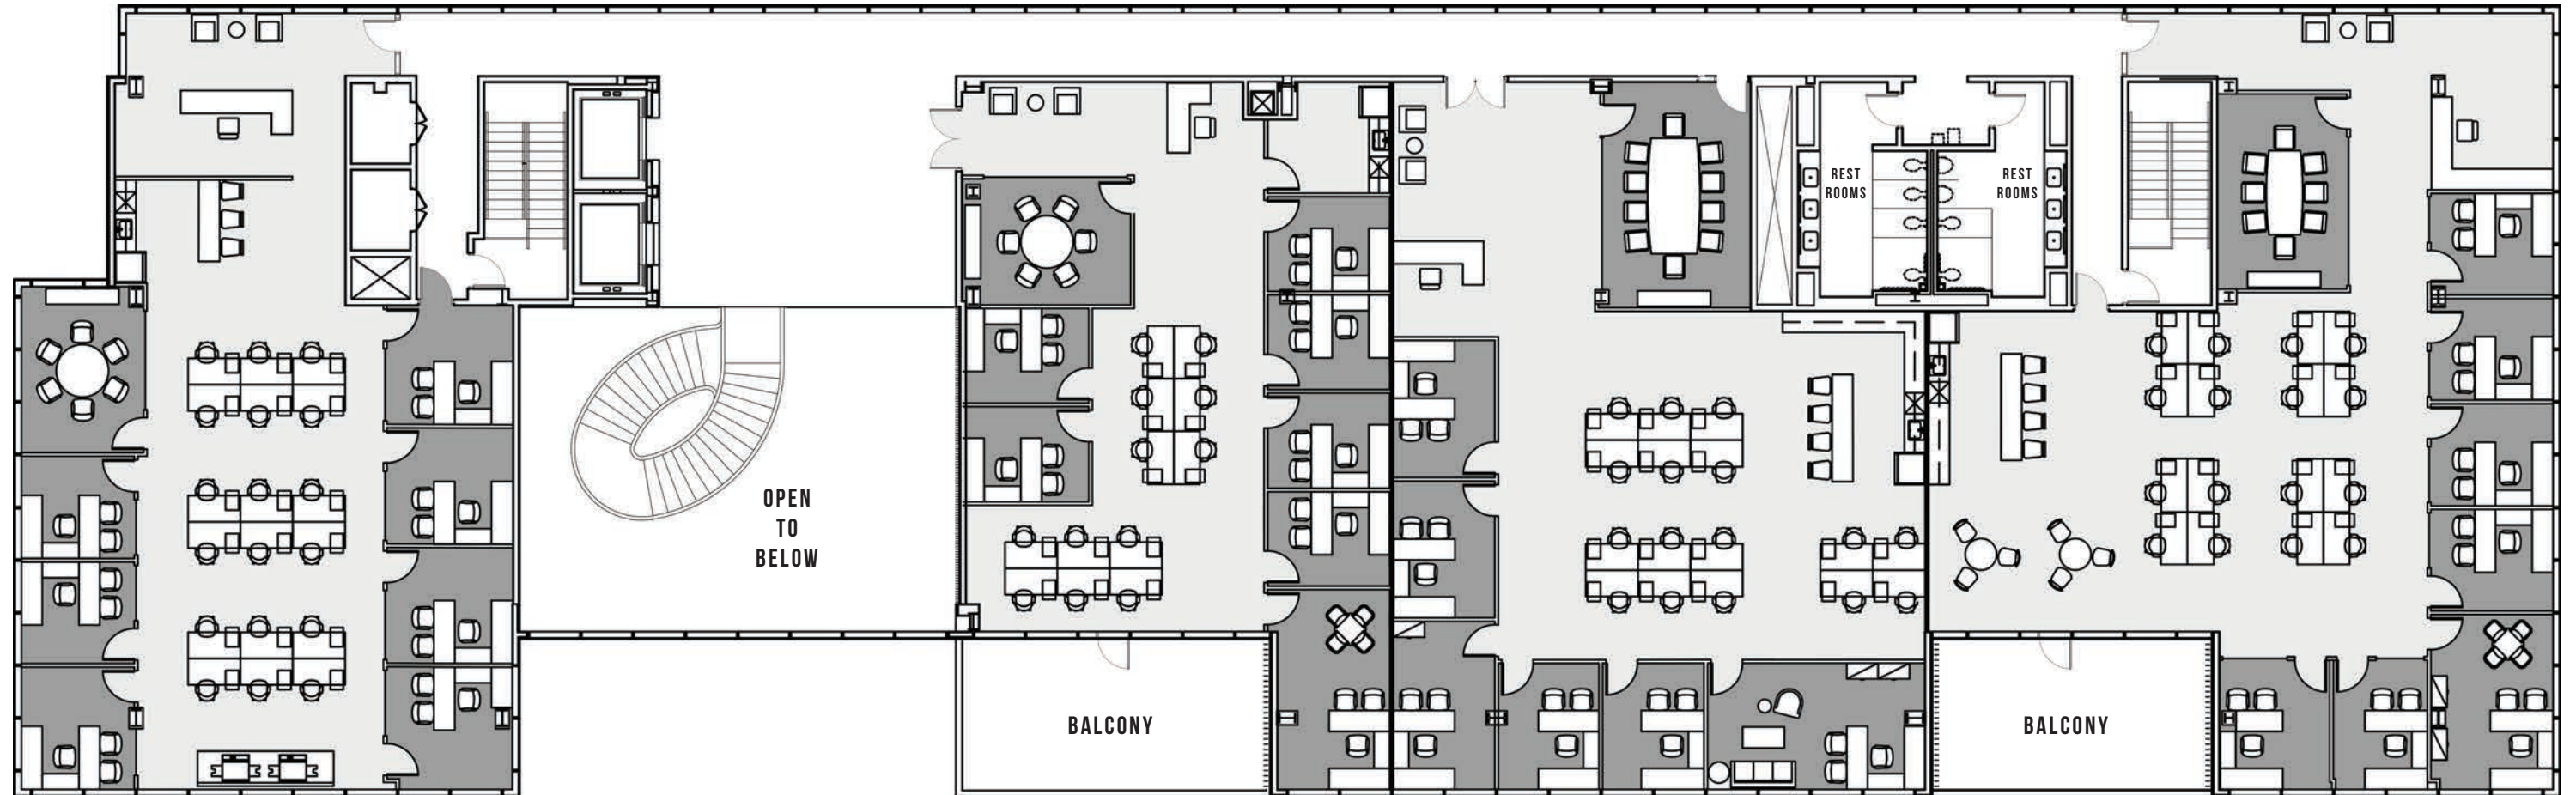 REST
ROOMS
REST
ROOMS
OPEN
TO
BELOW
BALCONY
BALCONY